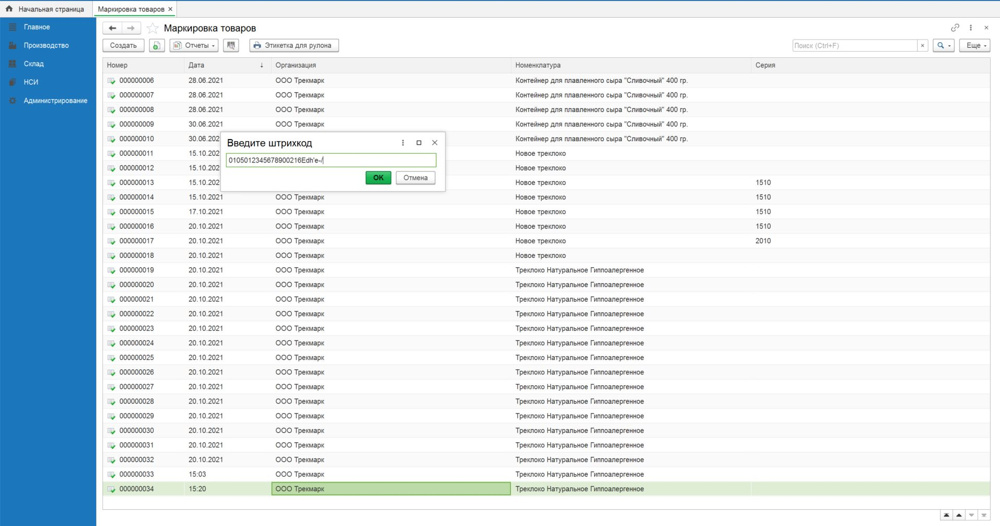 Начальная страница Маркировка товаров ×
Главное
Производство
Склад
НСИ
Администрирование
Маркировка товаров
Создать Отчеты Этикетка для рулона Поиск (Ctrl+F) × Еще
Номер Дата ↓ Организация Номенклатура Серия
000000006 28.06.2021 ООО Трекмарк Контейнер для плавленного сыра "Сливочный" 400 гр.
000000007 28.06.2021 ООО Трекмарк Контейнер для плавленного сыра "Сливочный" 400 гр.
000000008 28.06.2021 ООО Трекмарк Контейнер для плавленного сыра "Сливочный" 400 гр.
000000009 30.06.2021 ООО Трекмарк Контейнер для плавленного сыра "Сливочный" 400 гр.
000000010 30.06.202 Контейнер для плавленного сыра "Сливочный" 400 гр.
000000011 15.10.202 Новое треклоко
000000012 15.10.202 Новое треклоко
000000013 15.10.202 Новое треклоко 1510
000000014 15.10.2021 ООО Трекмарк Новое треклоко 1510
000000015 17.10.2021 ООО Трекмарк Новое треклоко 1510
000000016 20.10.2021 ООО Трекмарк Новое треклоко 1510
000000017 20.10.2021 ООО Трекмарк Новое треклоко 2010
000000018 20.10.2021 ООО Трекмарк Новое треклоко
000000019 20.10.2021 ООО Трекмарк Треклоко Натуральное Гиппоалергенное
000000020 20.10.2021 ООО Трекмарк Треклоко Натуральное Гиппоалергенное
000000021 20.10.2021 ООО Трекмарк Треклоко Натуральное Гиппоалергенное
000000022 20.10.2021 ООО Трекмарк Треклоко Натуральное Гиппоалергенное
000000023 20.10.2021 ООО Трекмарк Треклоко Натуральное Гиппоалергенное
000000024 20.10.2021 ООО Трекмарк Треклоко Натуральное Гиппоалергенное
000000025 20.10.2021 ООО Трекмарк Треклоко Натуральное Гиппоалергенное
000000026 20.10.2021 ООО Трекмарк Треклоко Натуральное Гиппоалергенное
000000027 20.10.2021 ООО Трекмарк Треклоко Натуральное Гиппоалергенное
000000028 20.10.2021 ООО Трекмарк Треклоко Натуральное Гиппоалергенное
000000029 20.10.2021 ООО Трекмарк Треклоко Натуральное Гиппоалергенное
000000030 20.10.2021 ООО Трекмарк Треклоко Натуральное Гиппоалергенное
000000031 20.10.2021 ООО Трекмарк Треклоко Натуральное Гиппоалергенное
000000032 20.10.2021 ООО Трекмарк Треклоко Натуральное Гиппоалергенное
000000033 15:03 ООО Трекмарк Треклоко Натуральное Гиппоалергенное
000000034 15:20 ООО Трекмарк Треклоко Натуральное Гиппоалергенное
Введите штрихкод
0105012345678900216Edh'e-/
OK Отмена